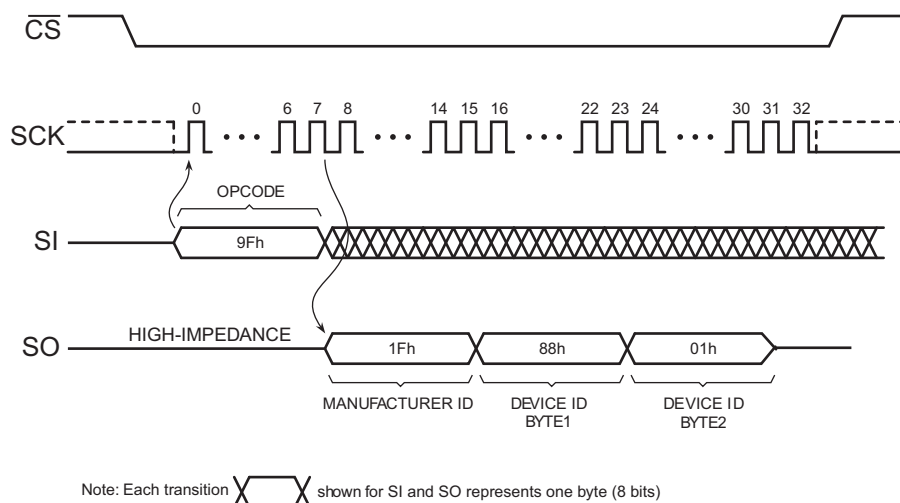 CS
0 6 7 8 14 15 16 22 23 24 30 31 32
SCK
OPCODE
SI 9Fh
HIGH-IMPEDANCE
SO 1Fh 88h 01h
MANUFACTURER ID DEVICE ID DEVICE ID
BYTE1 BYTE2
Note: Each transition shown for SI and SO represents one byte (8 bits)